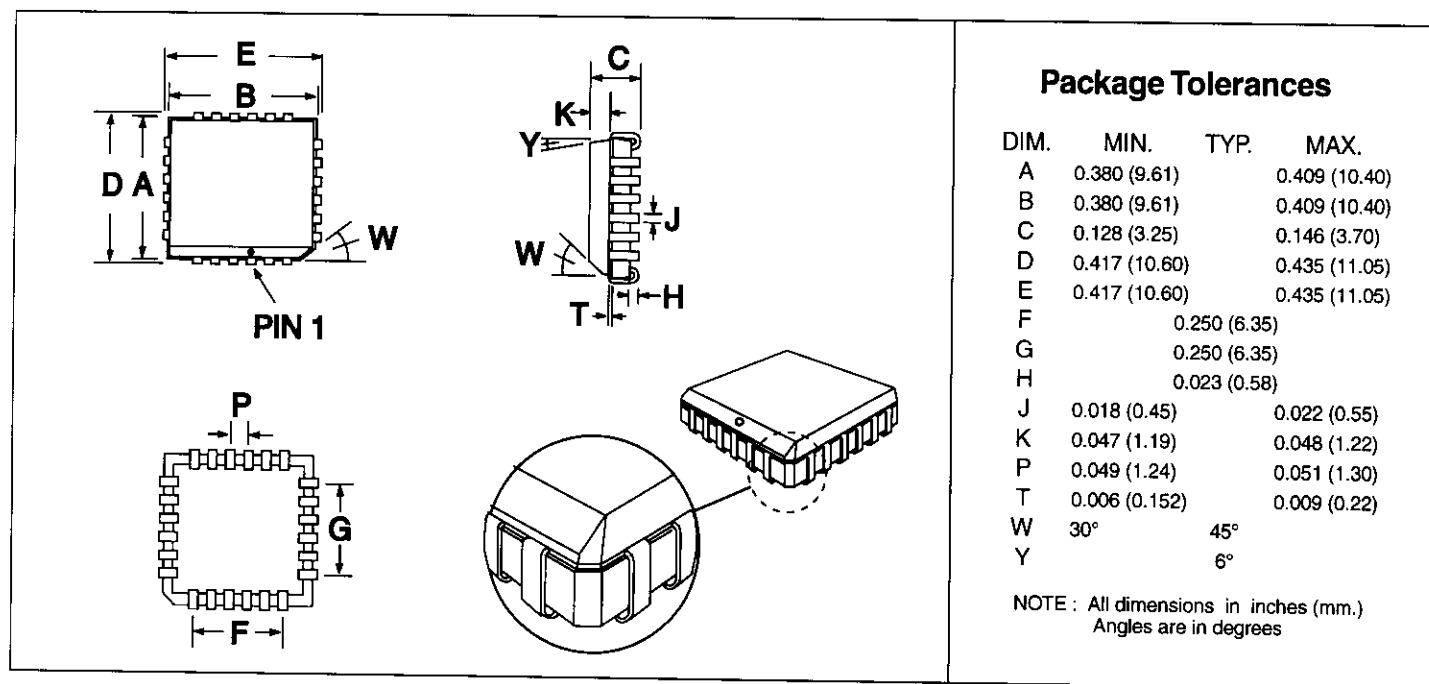 E
B
D A
W
PIN 1
C
K
Y
J
W
H
T
P
G
F
Package Tolerances
DIM. MIN. TYP. MAX.
A 0.380 (9.61) 0.409 (10.40)
B 0.380 (9.61) 0.409 (10.40)
C 0.128 (3.25) 0.146 (3.70)
D 0.417 (10.60) 0.435 (11.05)
E 0.417 (10.60) 0.435 (11.05)
F 0.250 (6.35)
G 0.250 (6.35)
H 0.023 (0.58)
J 0.018 (0.45) 0.022 (0.55)
K 0.047 (1.19) 0.048 (1.22)
P 0.049 (1.24) 0.051 (1.30)
T 0.006 (0.152) 0.009 (0.22)
W 30° 45°
Y 6°
NOTE : All dimensions in inches (mm.)
Angles are in degrees